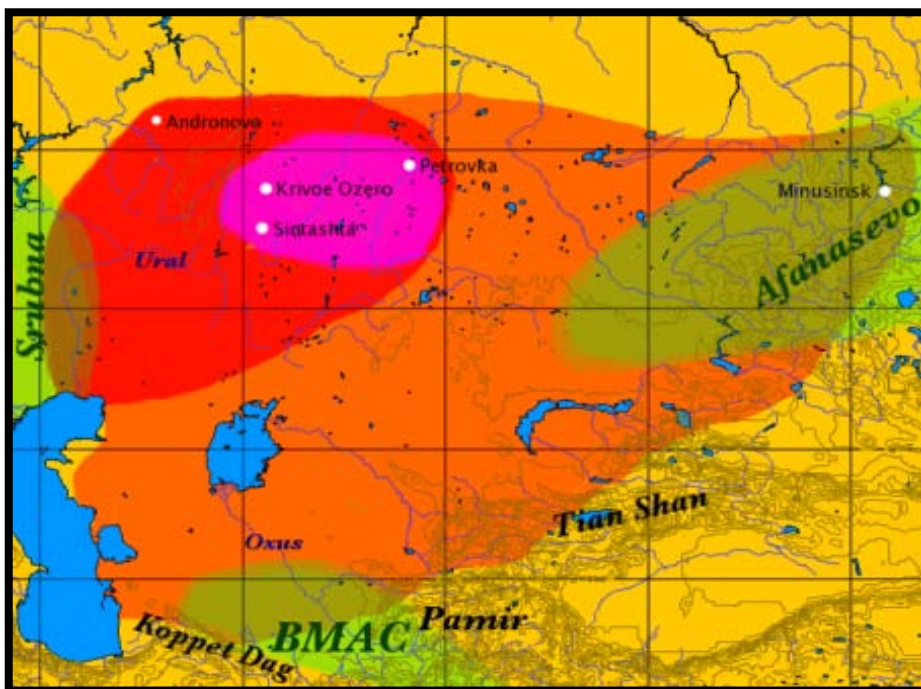 Andronovo
Petrovka
Krivoe Ozero
Minusinsk
Sintashta
Afanasevo
Srubna
Ural
Tian Shan
Oxus
Pamir
BMAC
Koppet Dag